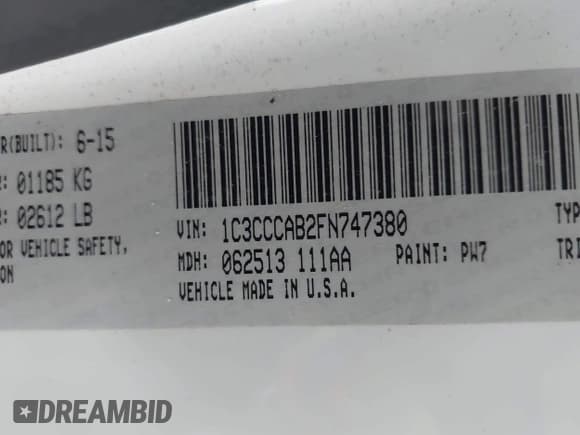 R(BUILT): 6-15
R: 01185 KG
R: 02612 LB
OR VEHICLE SAFETY,
ON
VIN: 1C3CCCAB2FN747380
TYP
MDH: 062513 111AA
PAINT: PW7
TRI
VEHICLE MADE IN U.S.A.
DREAMBID